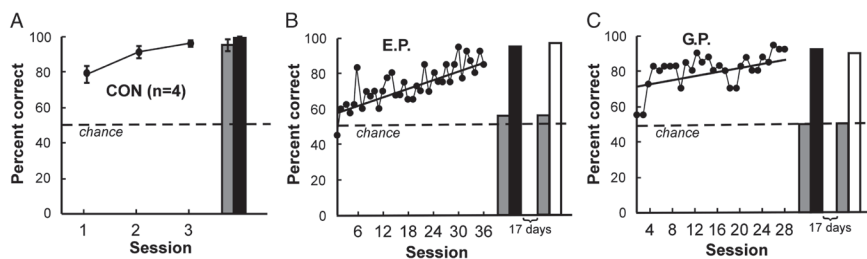 A
Percent correct
100
80
60
40
20
0
CON (n=4)
chance
1 2 3
Session
B
Percent correct
100
80
60
40
20
0
E.P.
chance
6 12 18 24 30 36
17 days
Session
C
Percent correct
100
80
60
40
20
0
G.P.
chance
4 8 12 16 20 24 28
17 days
Session